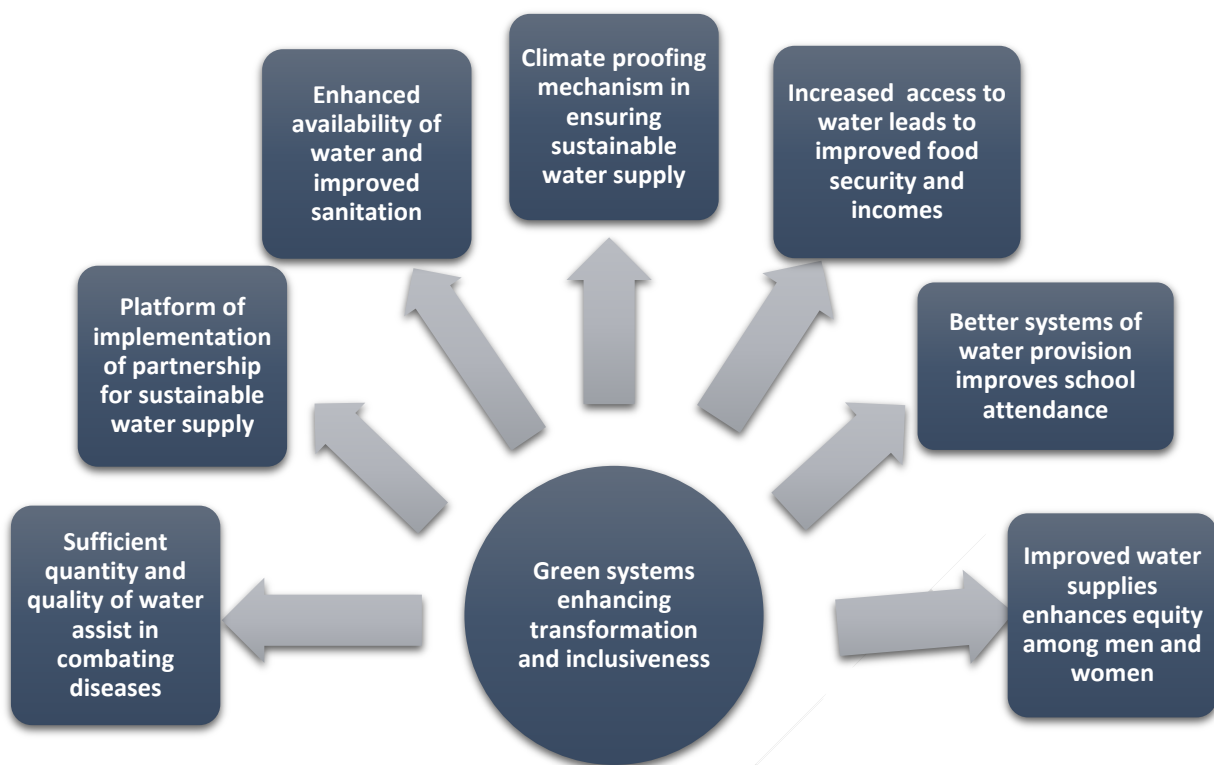 Climate proofing
mechanism in
ensuring
sustainable
water supply
Enhanced
availability of
water and
improved
sanitation
Increased access to
water leads to
improved food
security and
incomes
Platform of
implementation
of partnership
for sustainable
water supply
Better systems of
water provision
improves school
attendance
Sufficient
quantity and
quality of water
assist in
combating
diseases
Green systems
enhancing
transformation
and inclusiveness
Improved water
supplies
enhances equity
among men and
women